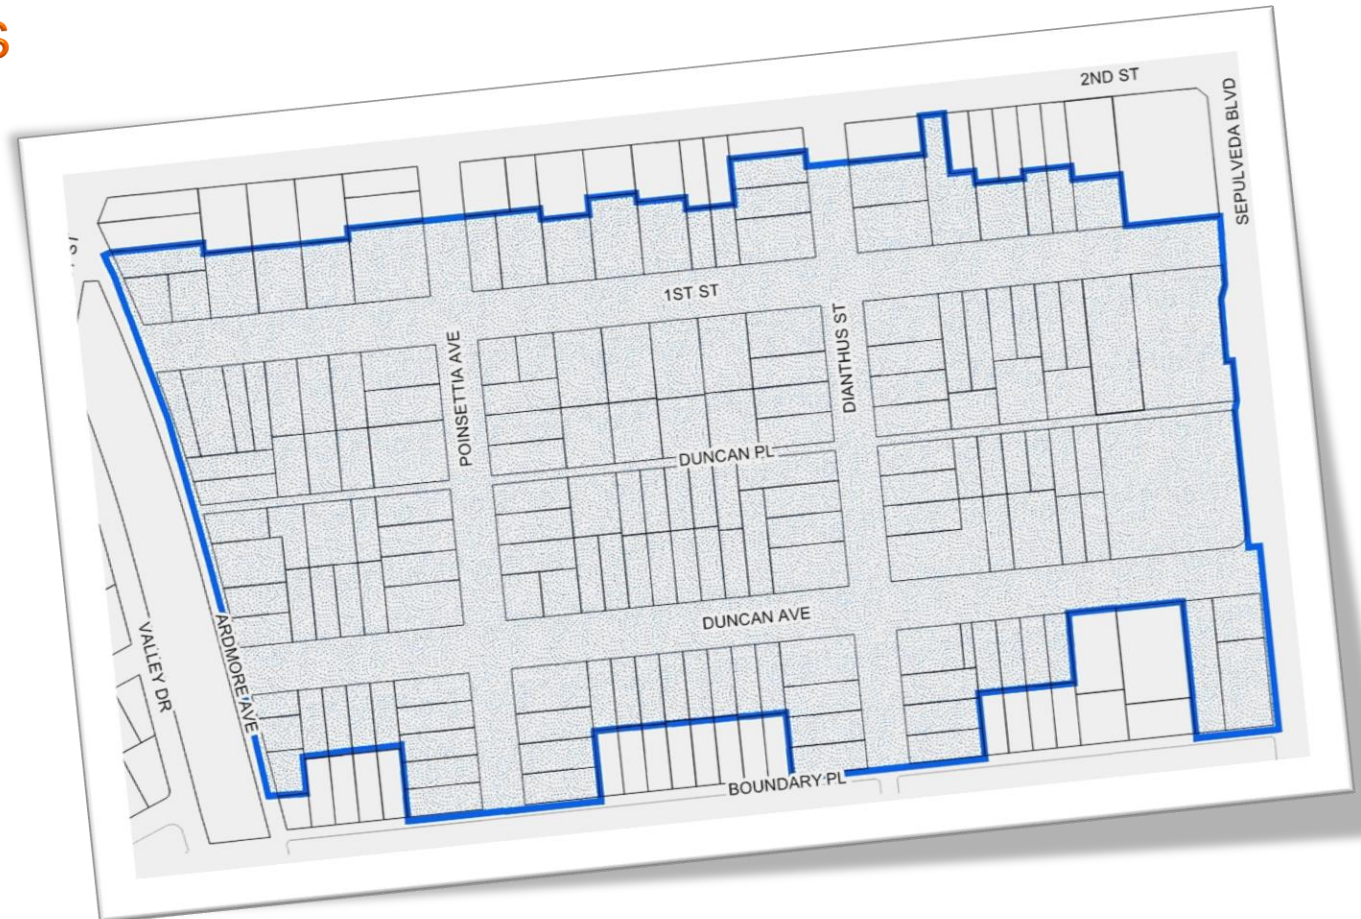 S
2ND ST
SEPULVEDA BLVD
1ST ST
POINSETTIA AVE
DIANTHUS ST
DUNCAN PL
DUNCAN AVE
VALLEY DR
ARDMORE AVE
BOUNDARY PL